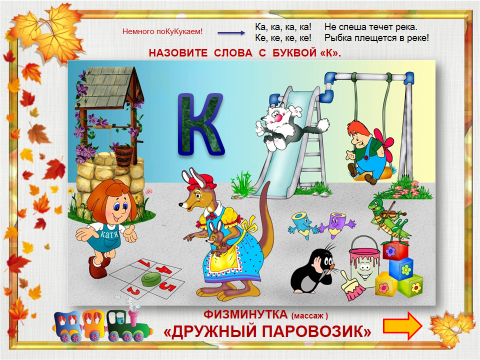 Немного поКуКукаем!
Ка, ка, ка, ка! Не спеша течет река.
Ке, ке, ке, ке! Рыбка плещется в реке!
НАЗОВИТЕ СЛОВА С БУКВОЙ «К».
К
КАТЯ
ФИЗМИНУТКА (массаж )
«ДРУЖНЫЙ ПАРОВОЗИК»